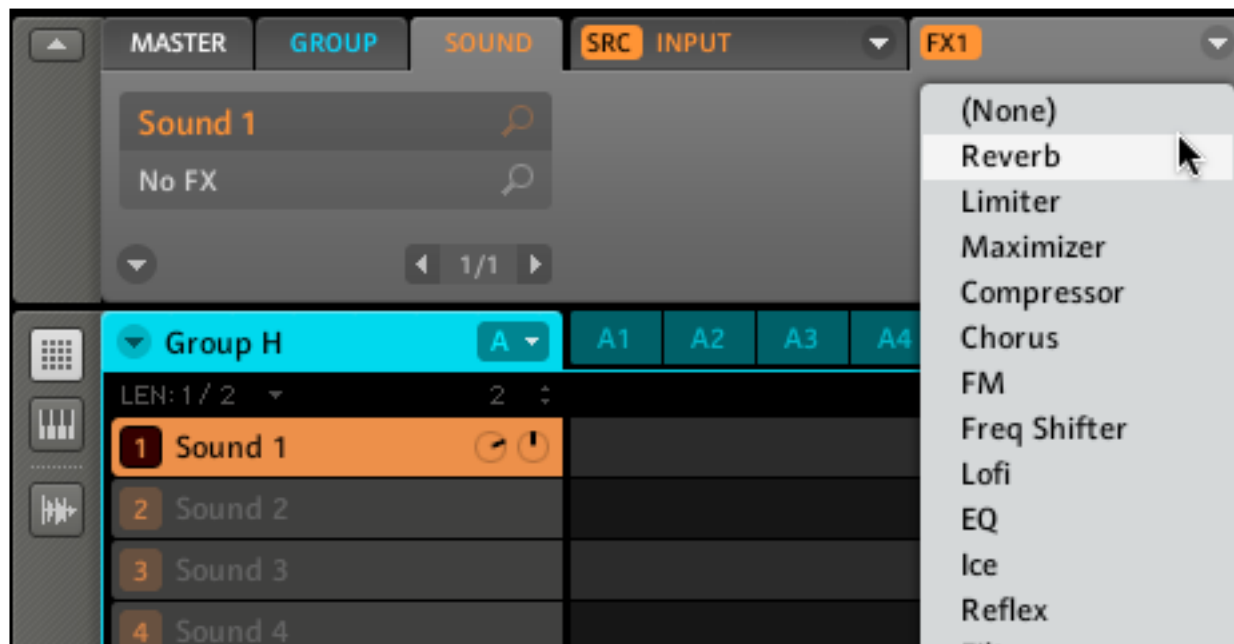 MASTER GROUP SOUND SRC INPUT FX1
Sound 1
No FX
1/1
(None)
Reverb
Limiter
Maximizer
Compressor
Chorus
FM
Freq Shifter
Lofi
EQ
Ice
Reflex
Group H A A1 A2 A3 A4
LEN: 1 / 2 2
1 Sound 1
2 Sound 2
3 Sound 3
4 Sound 4